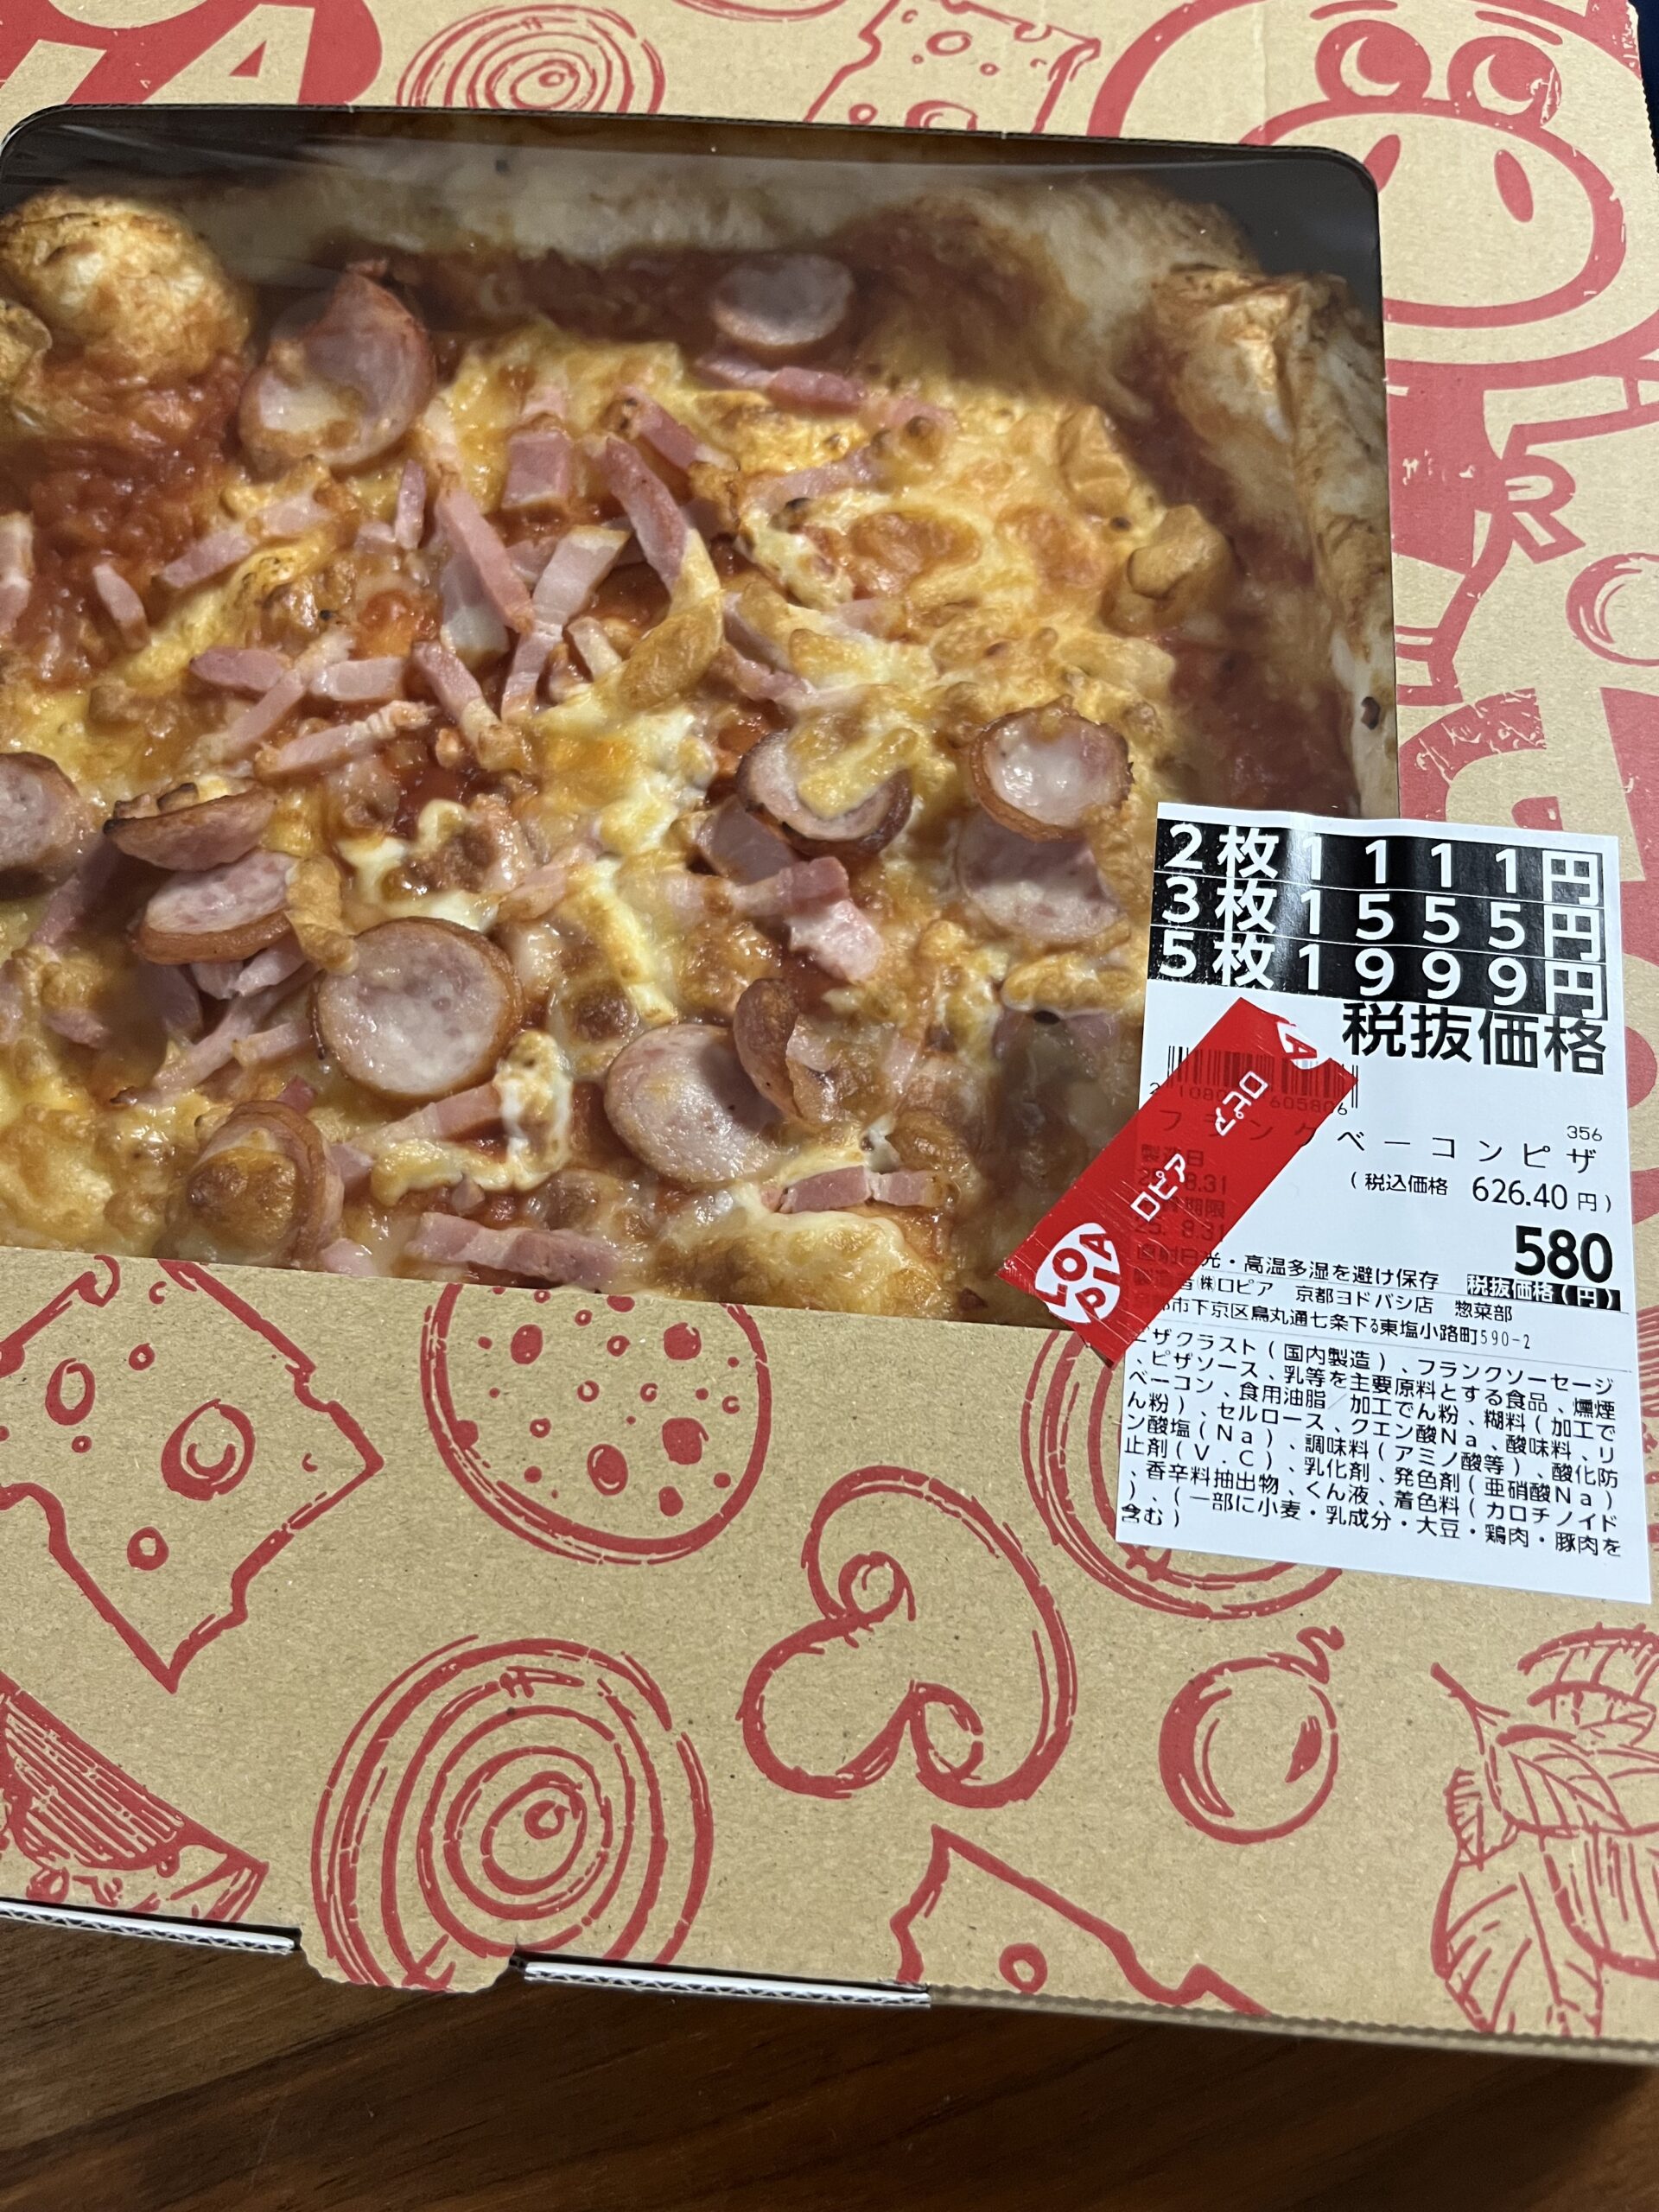 2枚1111円
3枚1555円
5枚1999円
税抜価格
356
フランクベーコンピザ
(税込価格 626.40円)
8.31
8.31
580
税抜価格(円)
光・高温多湿を避け保存
㈱ロピア 京都ヨドバシ店 惣菜部
市下京区烏丸通七条下る東塩小路町590-2
ロピア
ロピア
LOPIA
ピザクラスト(国内製造)、フランクソーセージ
、ピザソース、乳等を主要原料とする食品、燻煙
ベーコン、食用油脂/加工でん粉、糊料(加工で
ん粉)、セルロース、クエン酸Na、酸味料、リ
ン酸塩(Na)、調味料(アミノ酸等)、酸化防
止剤(V.C)、乳化剤、発色剤(亜硝酸Na)
、香辛料抽出物、くん液、着色料(カロチノイド
)、(一部に小麦・乳成分・大豆・鶏肉・豚肉を
含む)